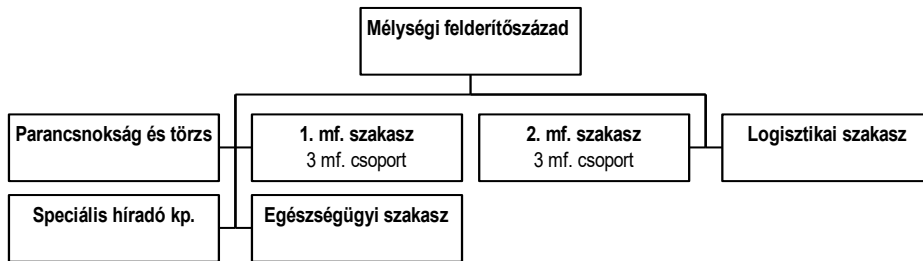 Mélységi felderítőszázad
Parancsnokság és törzs
1. mf. szakasz
3 mf. csoport
2. mf. szakasz
3 mf. csoport
Logisztikai szakasz
Speciális híradó kp.
Egészségügyi szakasz